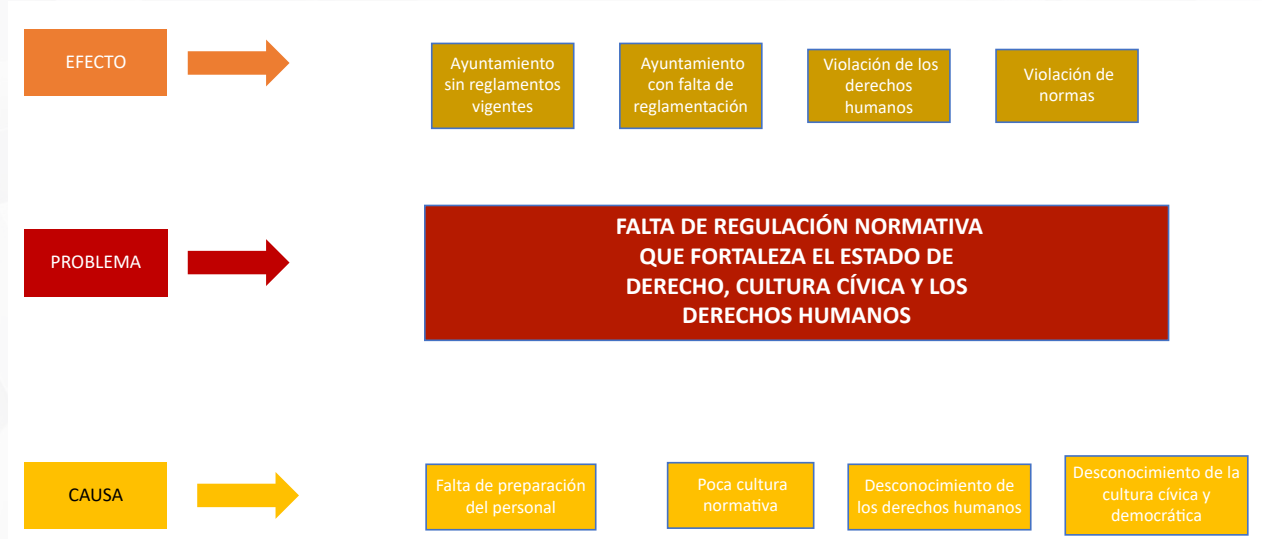 EFECTO
Ayuntamiento
sin reglamentos
vigentes
Ayuntamiento
con falta de
reglamentación
Violación de los
derechos
humanos
Violación de
normas
PROBLEMA
FALTA DE REGULACIÓN NORMATIVA
QUE FORTALEZA EL ESTADO DE
DERECHO, CULTURA CÍVICA Y LOS
DERECHOS HUMANOS
CAUSA
Falta de preparación
del personal
Poca cultura
normativa
Desconocimiento de
los derechos humanos
Desconocimiento de la
cultura cívica y
democrática